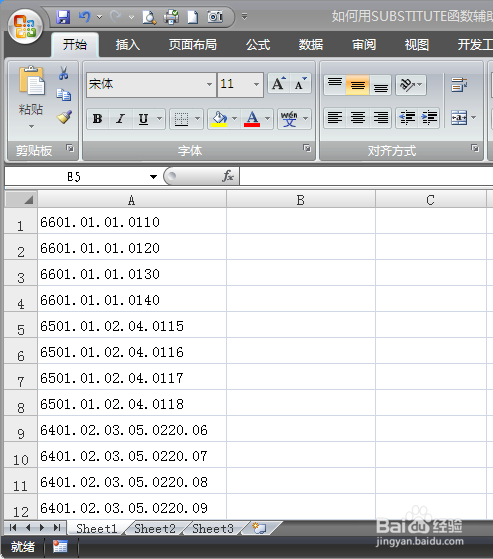 如何用SUBSTITUTE函数辅助
开始 插入 页面布局 公式 数据 审阅 视图 开发工
宋体 11 A A
粘贴
B I U A wén 文
剪贴板 字体 对齐方式
B5 fx
A B C
1 6601.01.01.0110
2 6601.01.01.0120
3 6601.01.01.0130
4 6601.01.01.0140
5 6501.01.02.04.0115
6 6501.01.02.04.0116
7 6501.01.02.04.0117
8 6501.01.02.04.0118
9 6401.02.03.05.0220.06
10 6401.02.03.05.0220.07
11 6401.02.03.05.0220.08
12 6401.02.03.05.0220.09
Sheet1 Sheet2 Sheet3
就绪
Baidu经验
jingyan.baidu.com